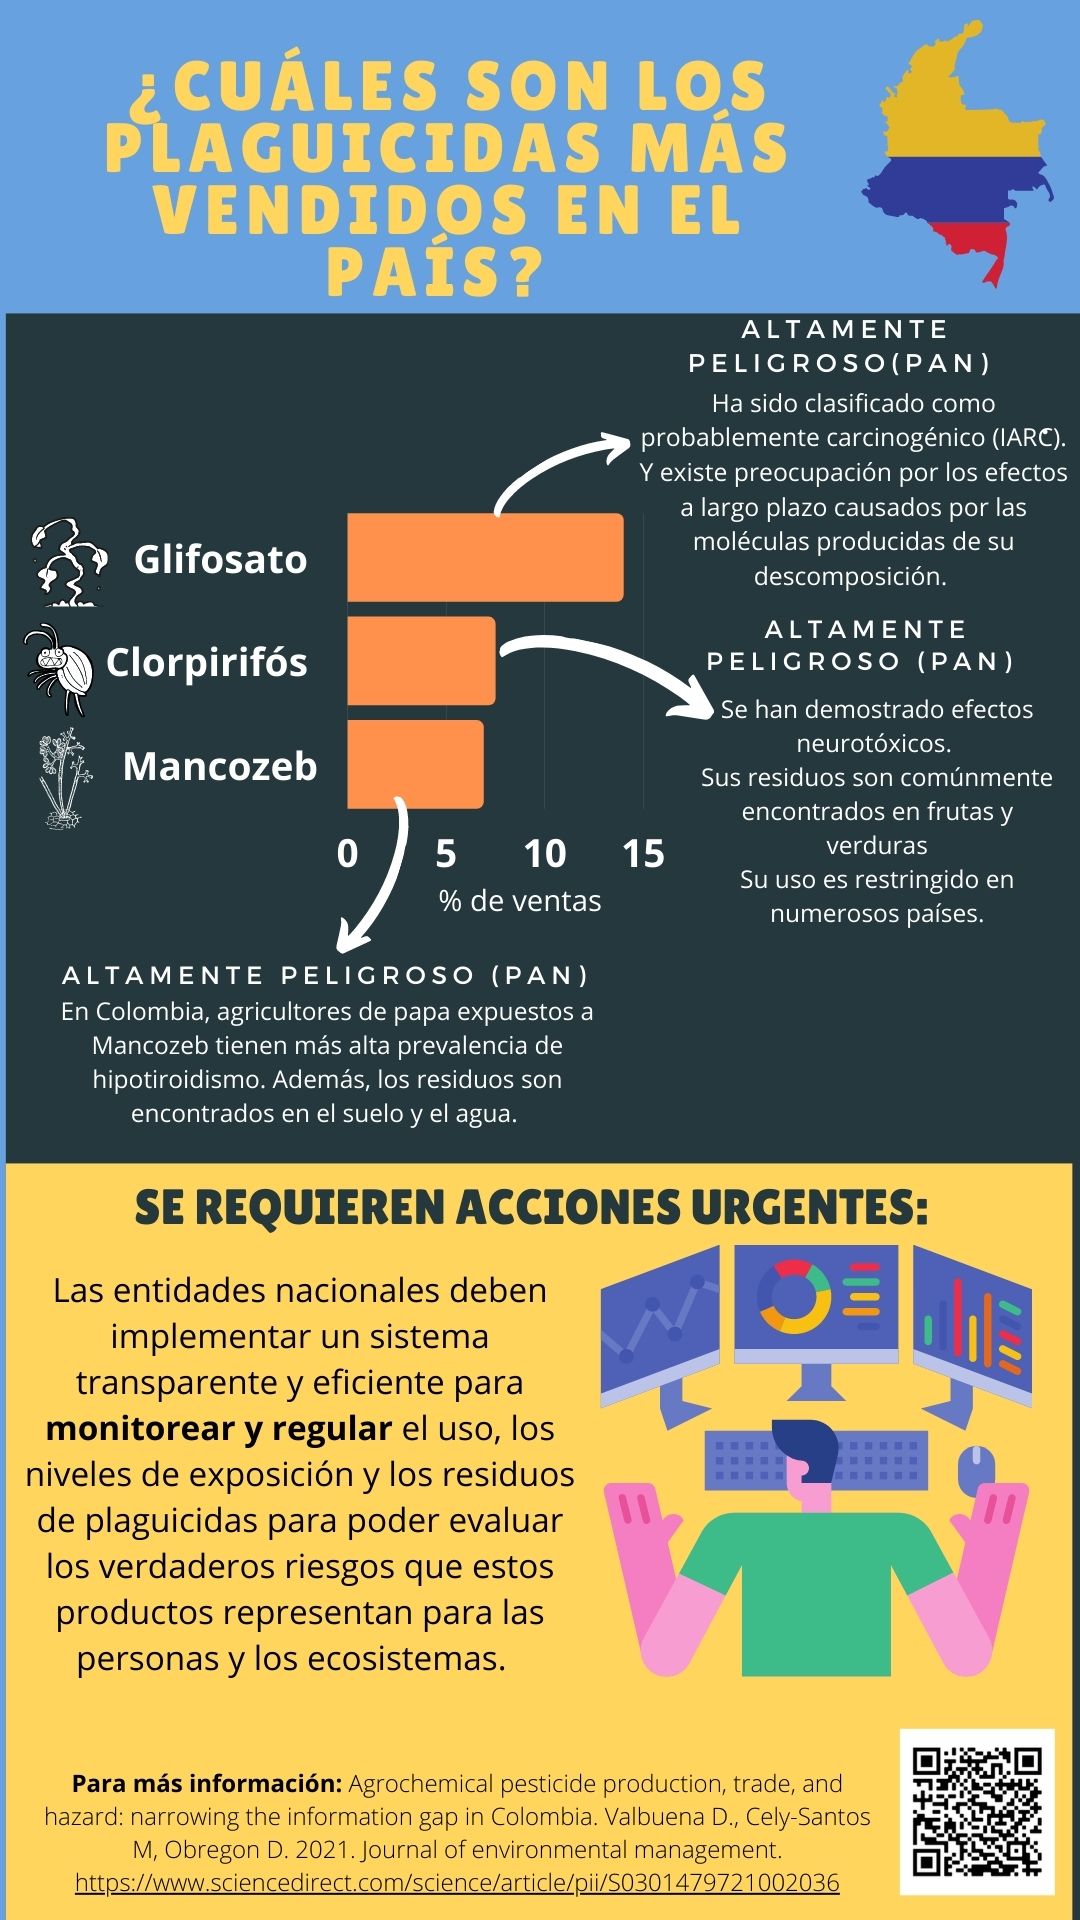 ¿CUÁLES SON LOS
PLAGUICIDAS MÁS
VENDIDOS EN EL
PAÍS?
ALTAMENTE
PELIGROSO(PAN)
Ha sido clasificado como
probablemente carcinogénico (IARC).
Y existe preocupación por los efectos
a largo plazo causados por las
moléculas producidas de su
descomposición.
Glifosato
Clorpirifós
Mancozeb
0 5 10 15
% de ventas
ALTAMENTE
PELIGROSO (PAN)
Se han demostrado efectos
neurotóxicos.
Sus residuos son comúnmente
encontrados en frutas y
verduras
Su uso es restringido en
numerosos países.
ALTAMENTE PELIGROSO (PAN)
En Colombia, agricultores de papa expuestos a
Mancozeb tienen más alta prevalencia de
hipotiroidismo. Además, los residuos son
encontrados en el suelo y el agua.
SE REQUIEREN ACCIONES URGENTES:
Las entidades nacionales deben
implementar un sistema
transparente y eficiente para
monitorear y regular el uso, los
niveles de exposición y los residuos
de plaguicidas para poder evaluar
los verdaderos riesgos que estos
productos representan para las
personas y los ecosistemas.
Para más información: Agrochemical pesticide production, trade, and
hazard: narrowing the information gap in Colombia. Valbuena D., Cely-Santos
M, Obregon D. 2021. Journal of environmental management.
https://www.sciencedirect.com/science/article/pii/S0301479721002036